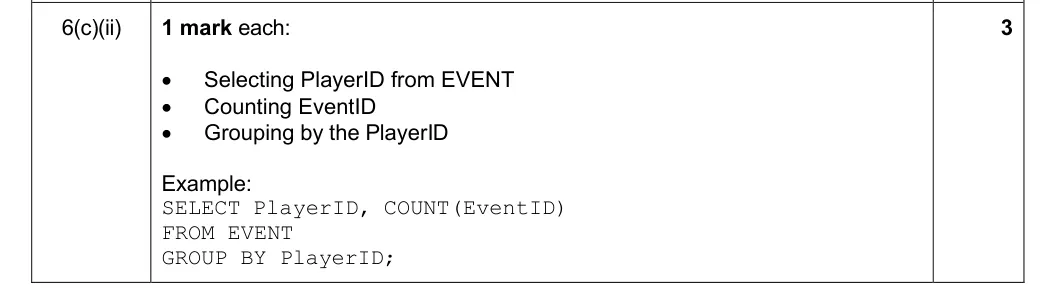 6(c)(ii) 1 mark each: 3
• Selecting PlayerID from EVENT
• Counting EventID
• Grouping by the PlayerID
Example:
SELECT PlayerID, COUNT(EventID)
FROM EVENT
GROUP BY PlayerID;